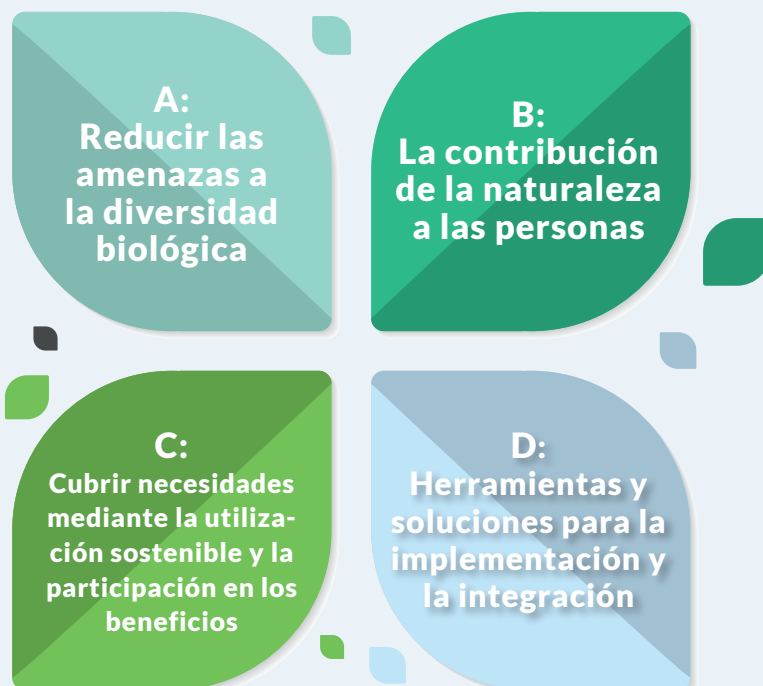 A:
Reducir las
amenazas a
la diversidad
biológica
B:
La contribución
de la naturaleza
a las personas
C:
Cubrir necesidades
mediante la utiliza-
ción sostenible y la
participación en los
beneficios
D:
Herramientas y
soluciones para la
implementación y
la integración